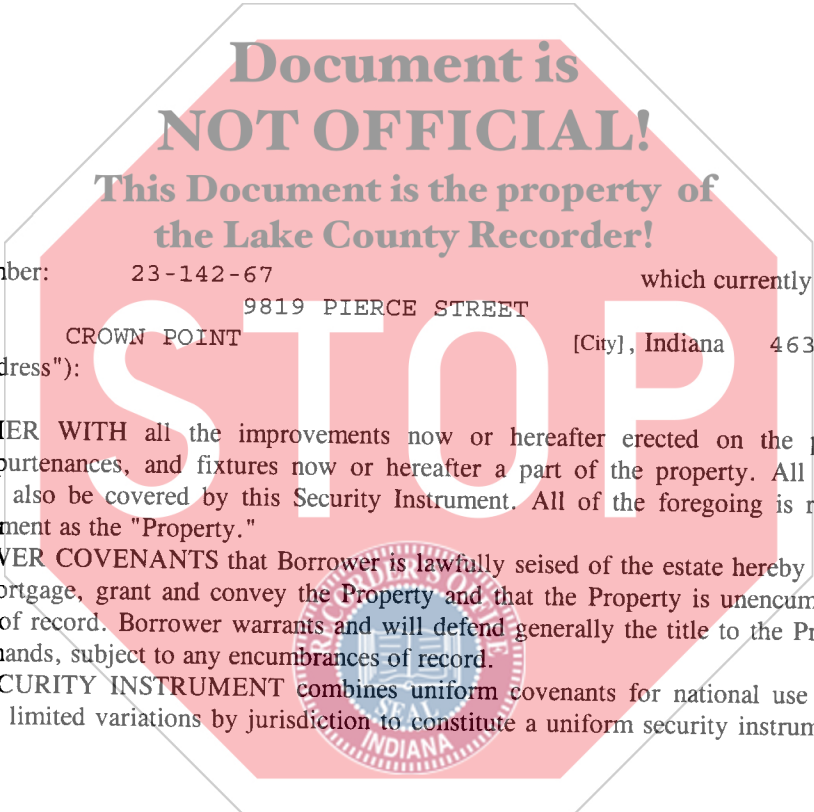 Document is
NOT OFFICIAL!
This Document is the property of
the Lake County Recorder!
nber: 23-142-67 which currently
9819 PIERCE STREET
CROWN POINT [City], Indiana 463
dress"):
STOP
IER WITH all the improvements now or hereafter erected on the p
purtenances, and fixtures now or hereafter a part of the property. All
also be covered by this Security Instrument. All of the foregoing is r
ment as the "Property."
WER COVENANTS that Borrower is lawfully seised of the estate hereby
ortgage, grant and convey the Property and that the Property is unencum
of record. Borrower warrants and will defend generally the title to the Pr
nands, subject to any encumbrances of record.
CURITY INSTRUMENT combines uniform covenants for national use
limited variations by jurisdiction to constitute a uniform security instrum
RECORDER'S OFFICE
SEAL
INDIANA